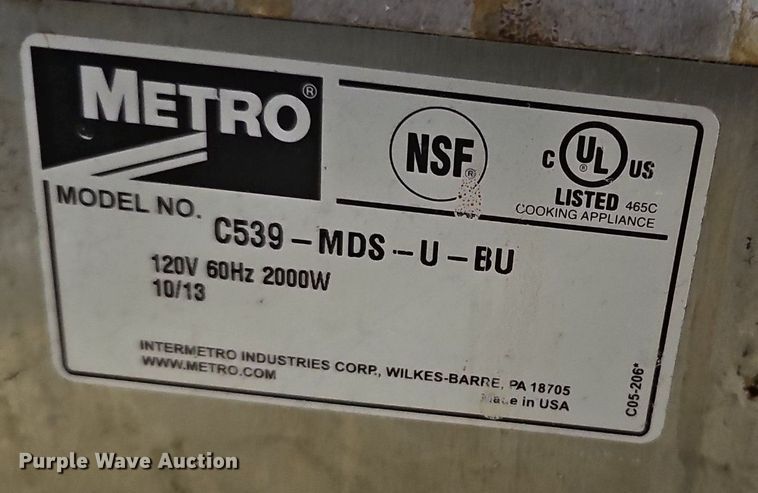 METRO®
NSF®
C UL US
LISTED 465C
COOKING APPLIANCE
MODEL NO. C539-MDS-U-BU
120V 60Hz 2000W
10/13
INTERMETRO INDUSTRIES CORP., WILKES-BARRE, PA 18705
WWW.METRO.COM
Made in USA
C05-206*
Purple Wave Auction